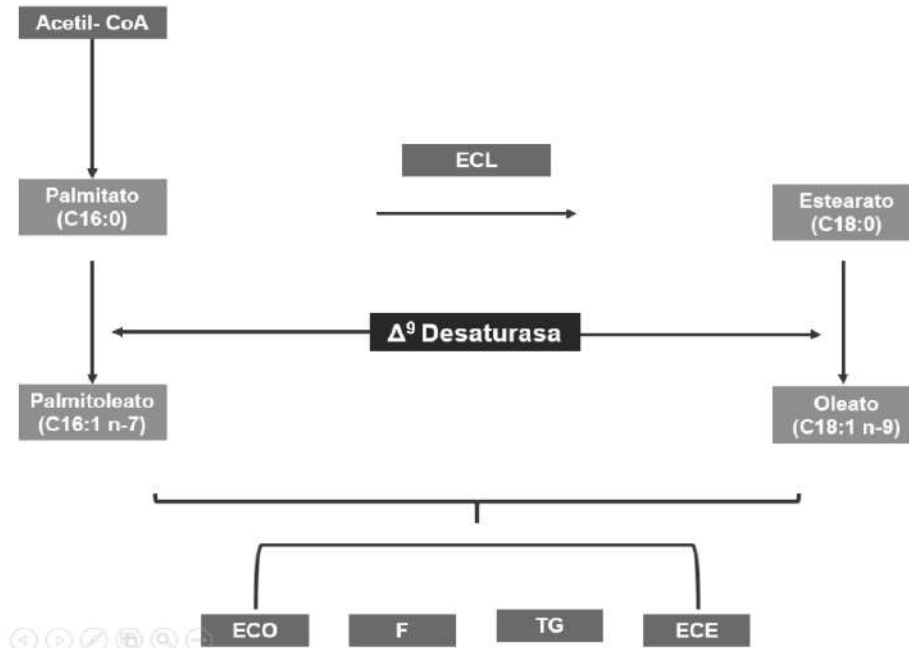 Acetil- CoA
ECL
Palmitato
(C16:0)
Estearato
(C18:0)
Δ⁹ Desaturasa
Palmitoleato
(C16:1 n-7)
Oleato
(C18:1 n-9)
ECO
F
TG
ECE